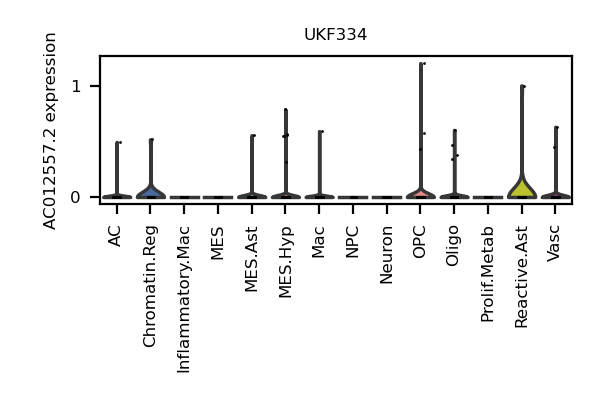 UKF334
AC012557.2 expression
1
0
AC
Chromatin.Reg
Inflammatory.Mac
MES
MES.Ast
MES.Hyp
Mac
NPC
Neuron
OPC
Oligo
Prolif.Metab
Reactive.Ast
Vasc